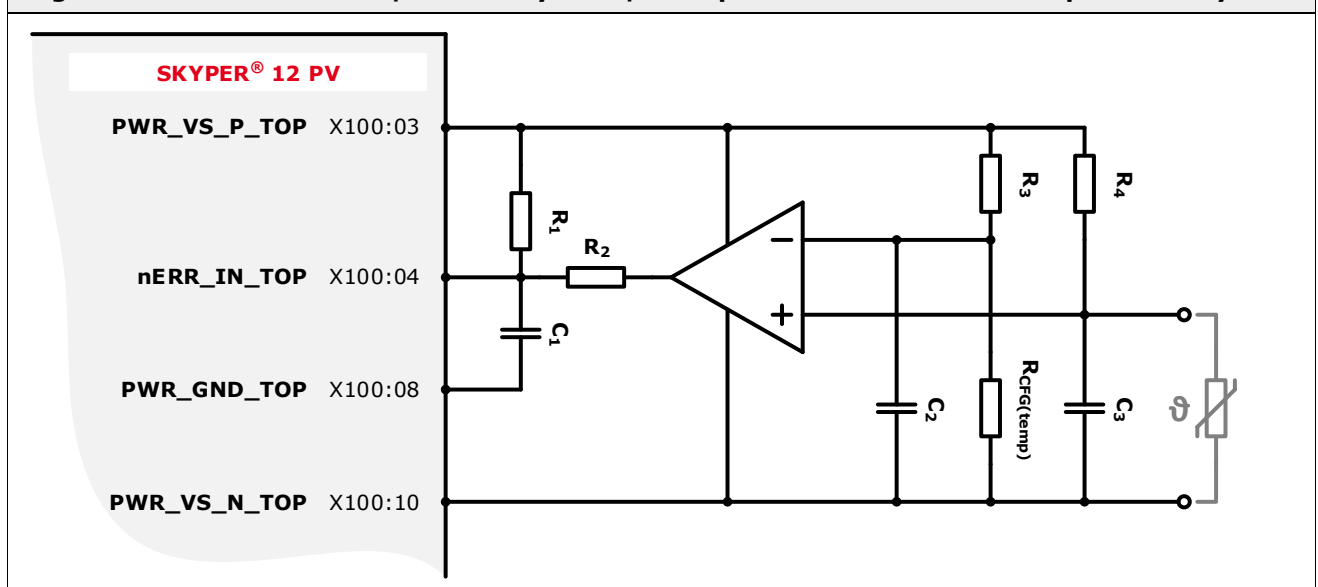 SKYPER® 12 PV
PWR_VS_P_TOP X100:03
R3
R4
R1
R2
nERR_IN_TOP X100:04
−
+
C1
RCFG(temp)
PWR_GND_TOP X100:08
C2
C3
ϑ
PWR_VS_N_TOP X100:10